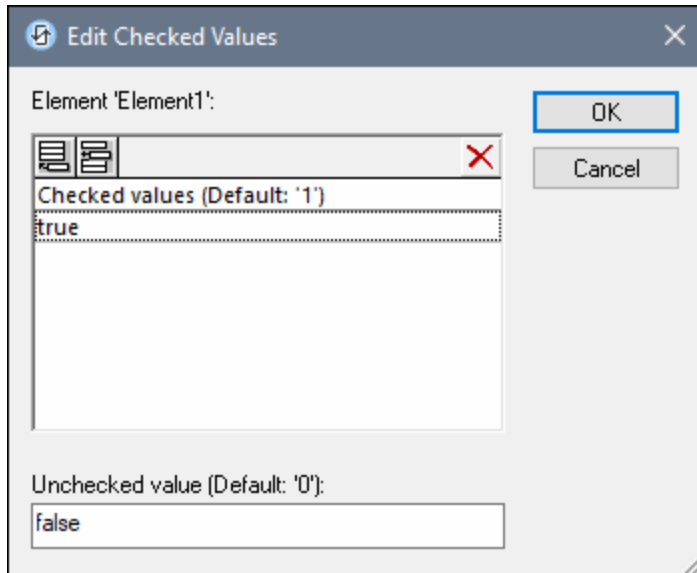 Edit Checked Values
Element 'Element1':
OK
Cancel
Checked values (Default: '1')
true
Unchecked value (Default: '0'):
false